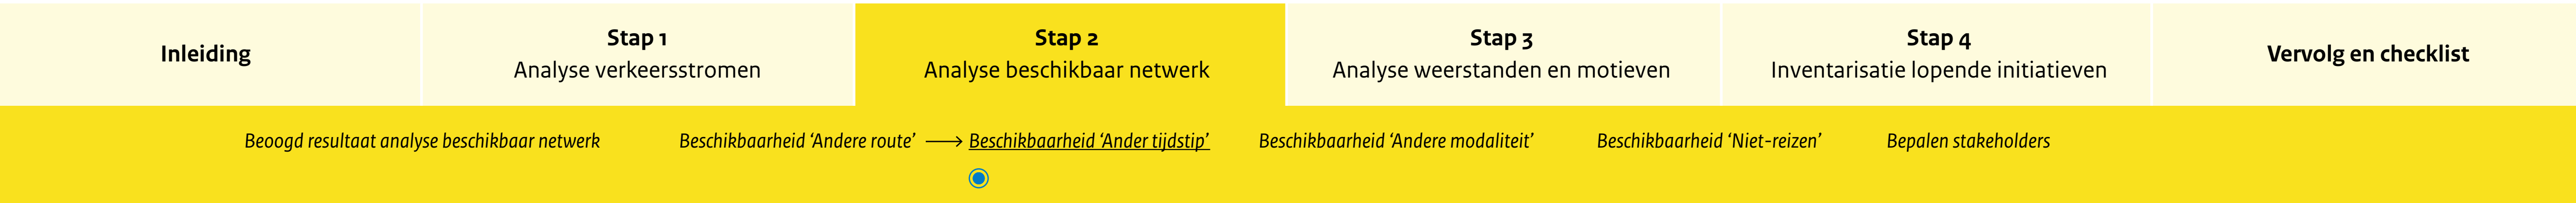 Inleiding
Stap 1
Analyse verkeersstromen
Stap 2
Analyse beschikbaar netwerk
Stap 3
Analyse weerstanden en motieven
Stap 4
Inventarisatie lopende initiatieven
Vervolg en checklist
Beoogd resultaat analyse beschikbaar netwerk
Beschikbaarheid ‘Andere route’
Beschikbaarheid ‘Ander tijdstip’
Beschikbaarheid ‘Andere modaliteit’
Beschikbaarheid ‘Niet-reizen’
Bepalen stakeholders